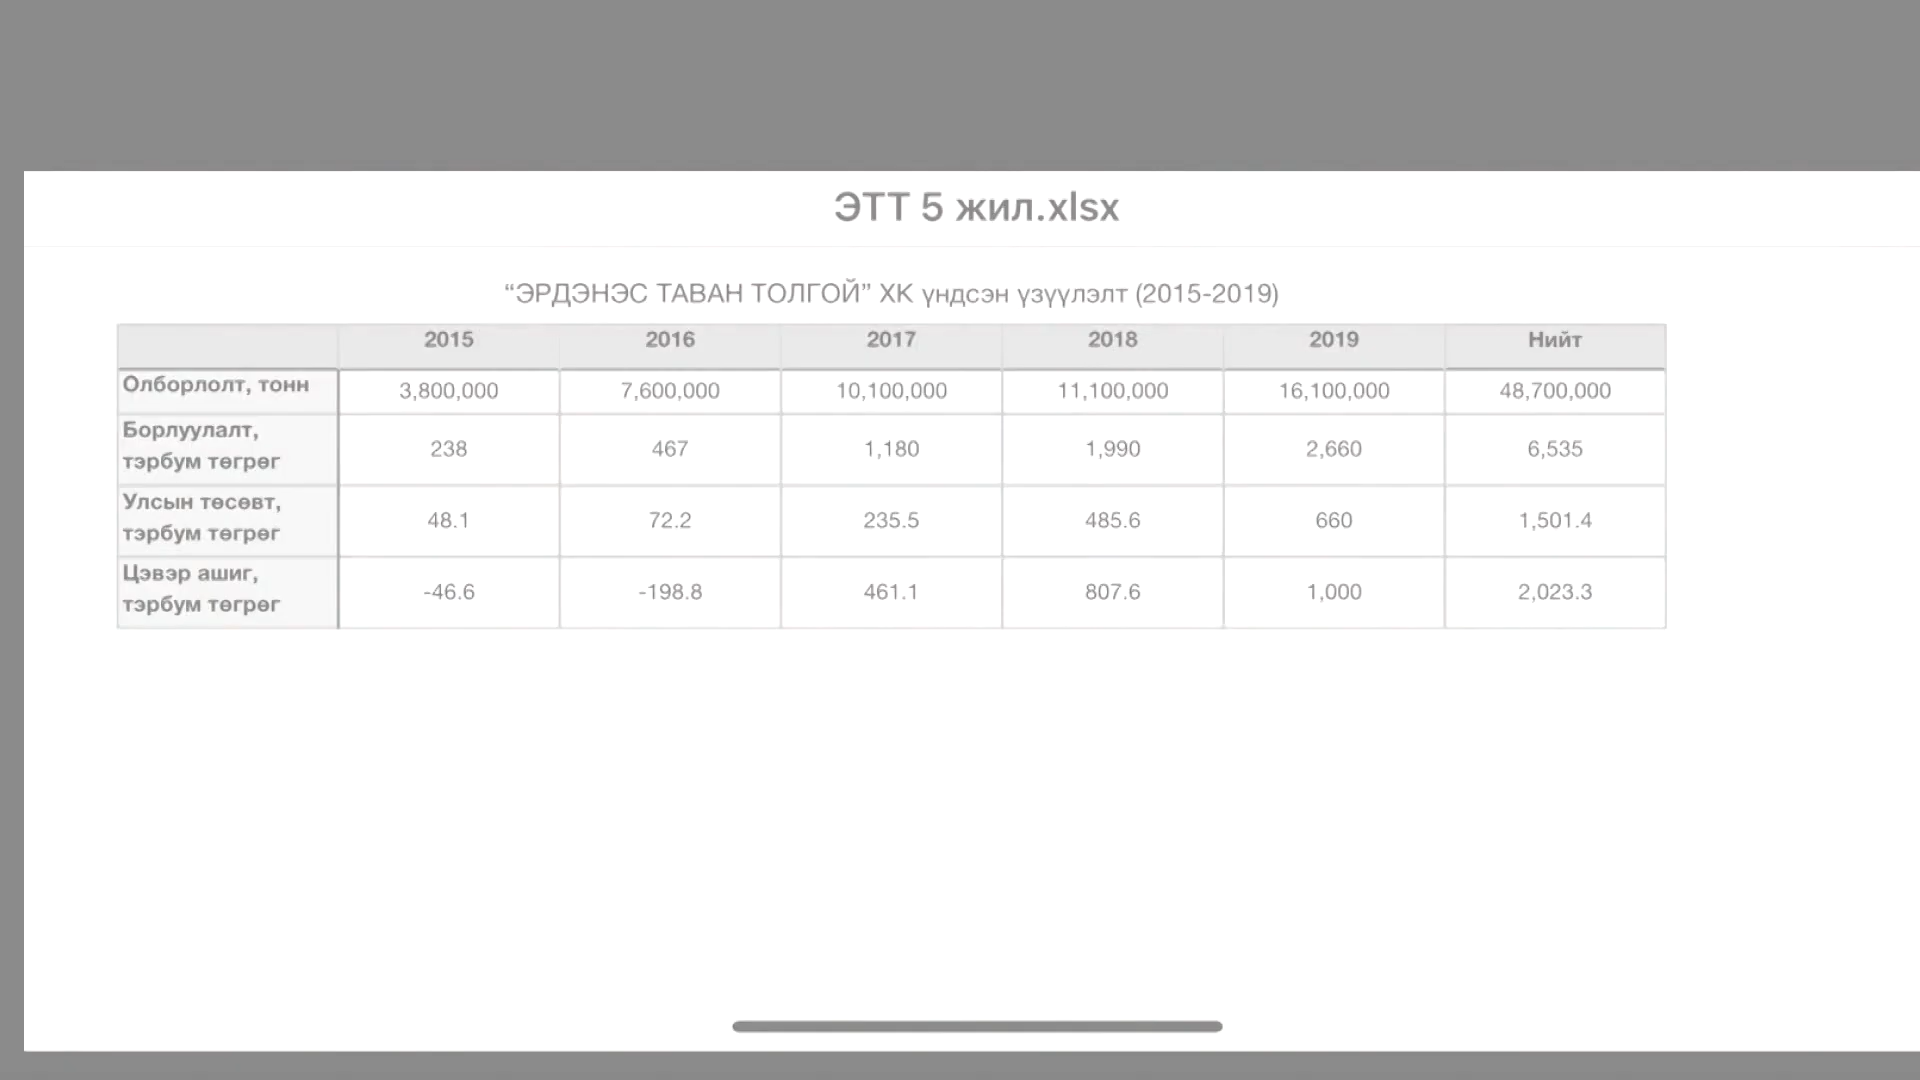 ЭТТ 5 жил.xlsx
“ЭРДЭНЭС ТАВАН ТОЛГОЙ” ХК үндсэн үзүүлэлт (2015-2019)
2015 2016 2017 2018 2019 Нийт
Олборлолт, тонн 3,800,000 7,600,000 10,100,000 11,100,000 16,100,000 48,700,000
Борлуулалт,
тэрбум төгрөг 238 467 1,180 1,990 2,660 6,535
Улсын төсөвт,
тэрбум төгрөг 48.1 72.2 235.5 485.6 660 1,501.4
Цэвэр ашиг,
тэрбум төгрөг -46.6 -198.8 461.1 807.6 1,000 2,023.3